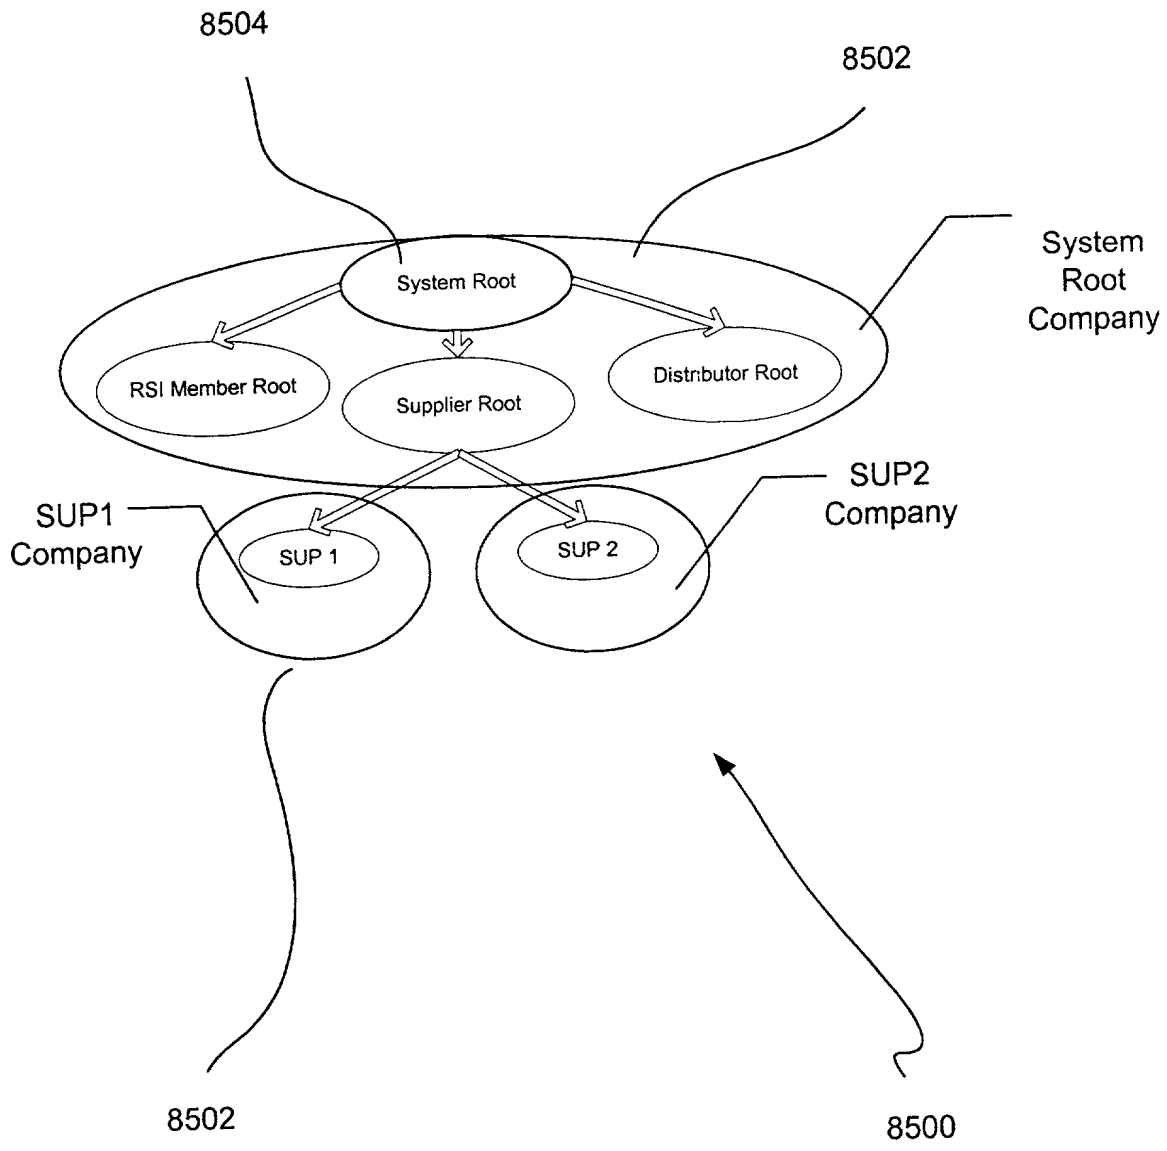 8504
8502
System
Root
Company
System Root
RSI Member Root
Supplier Root
Distributor Root
SUP1
Company
SUP2
Company
SUP 1
SUP 2
8502
8500